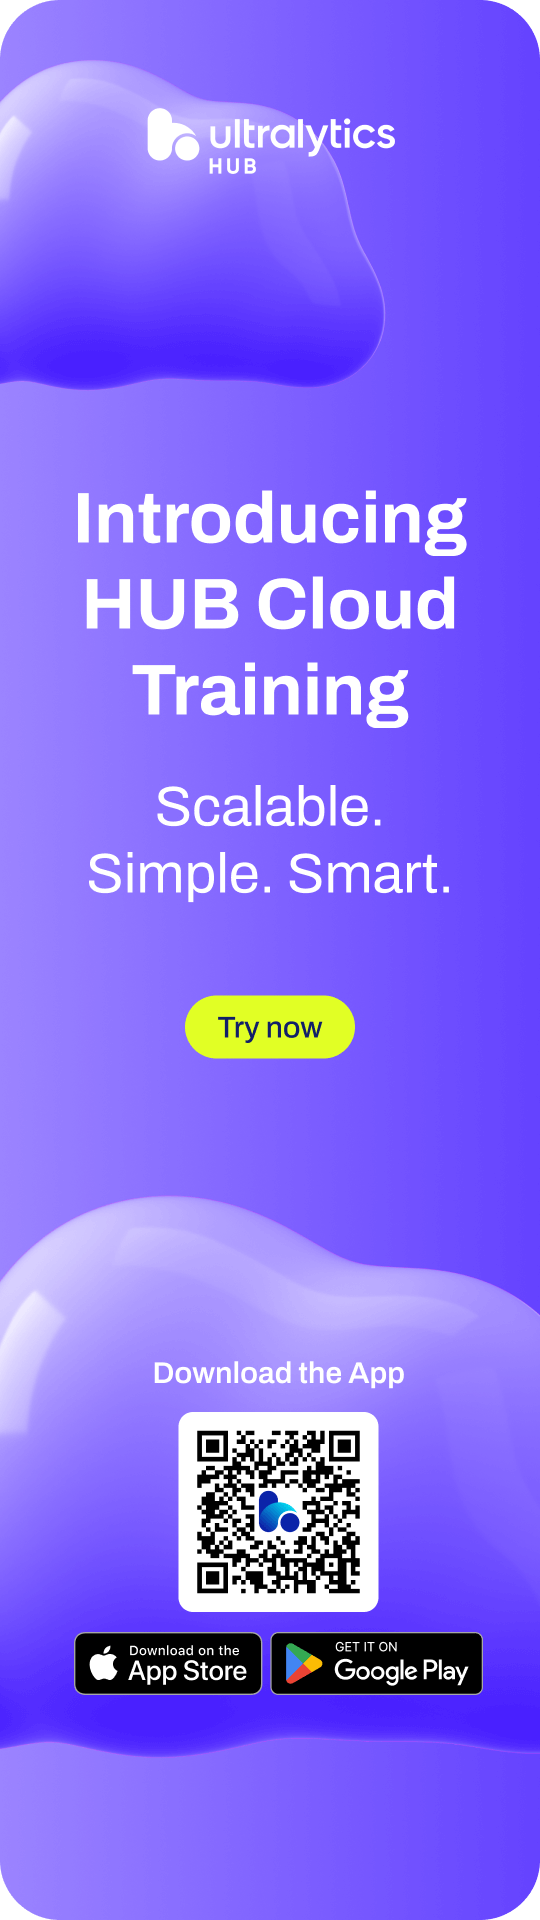 ultralytics
HUB
Introducing
HUB Cloud
Training
Scalable.
Simple. Smart.
Try now
Download the App
Download on the
App Store
GET IT ON
Google Play